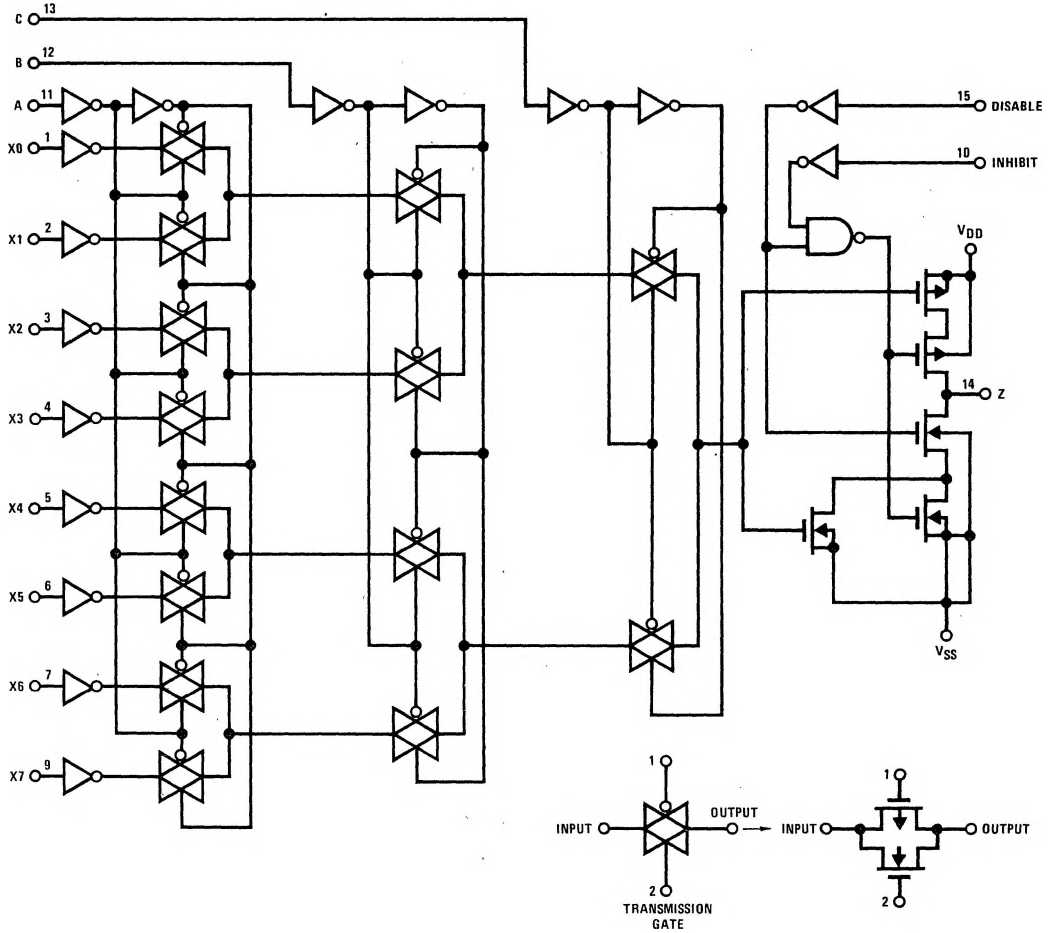 C 13
B 12
A 11
X0 1
X1 2
X2 3
X3 4
X4 5
X5 6
X6 7
X7 9
15 DISABLE
10 INHIBIT
VDD
14 Z
VSS
1
INPUT OUTPUT
2
TRANSMISSION
GATE
1
INPUT OUTPUT
2